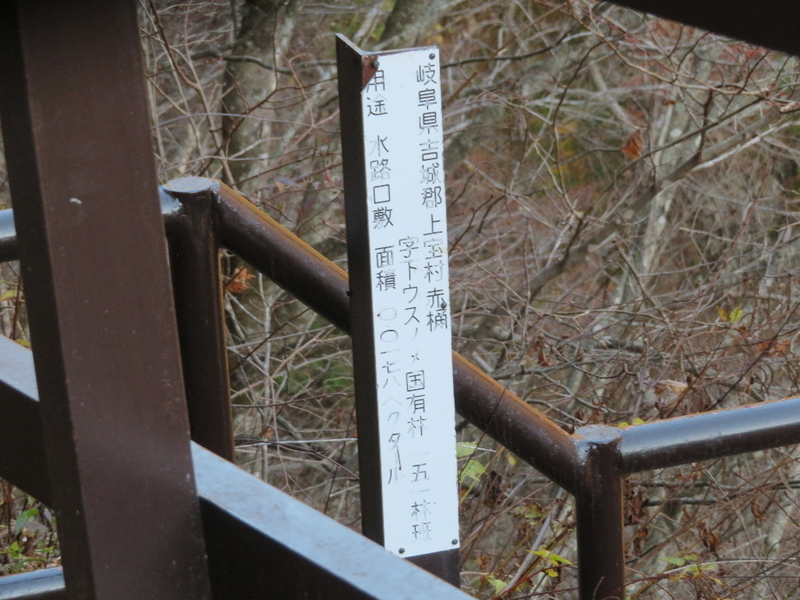 岐阜県吉城郡上宝村赤桶
字トウスノメ国有林一五一林班
用途 水路口敷 面積 〇〇一七八ヘクタール